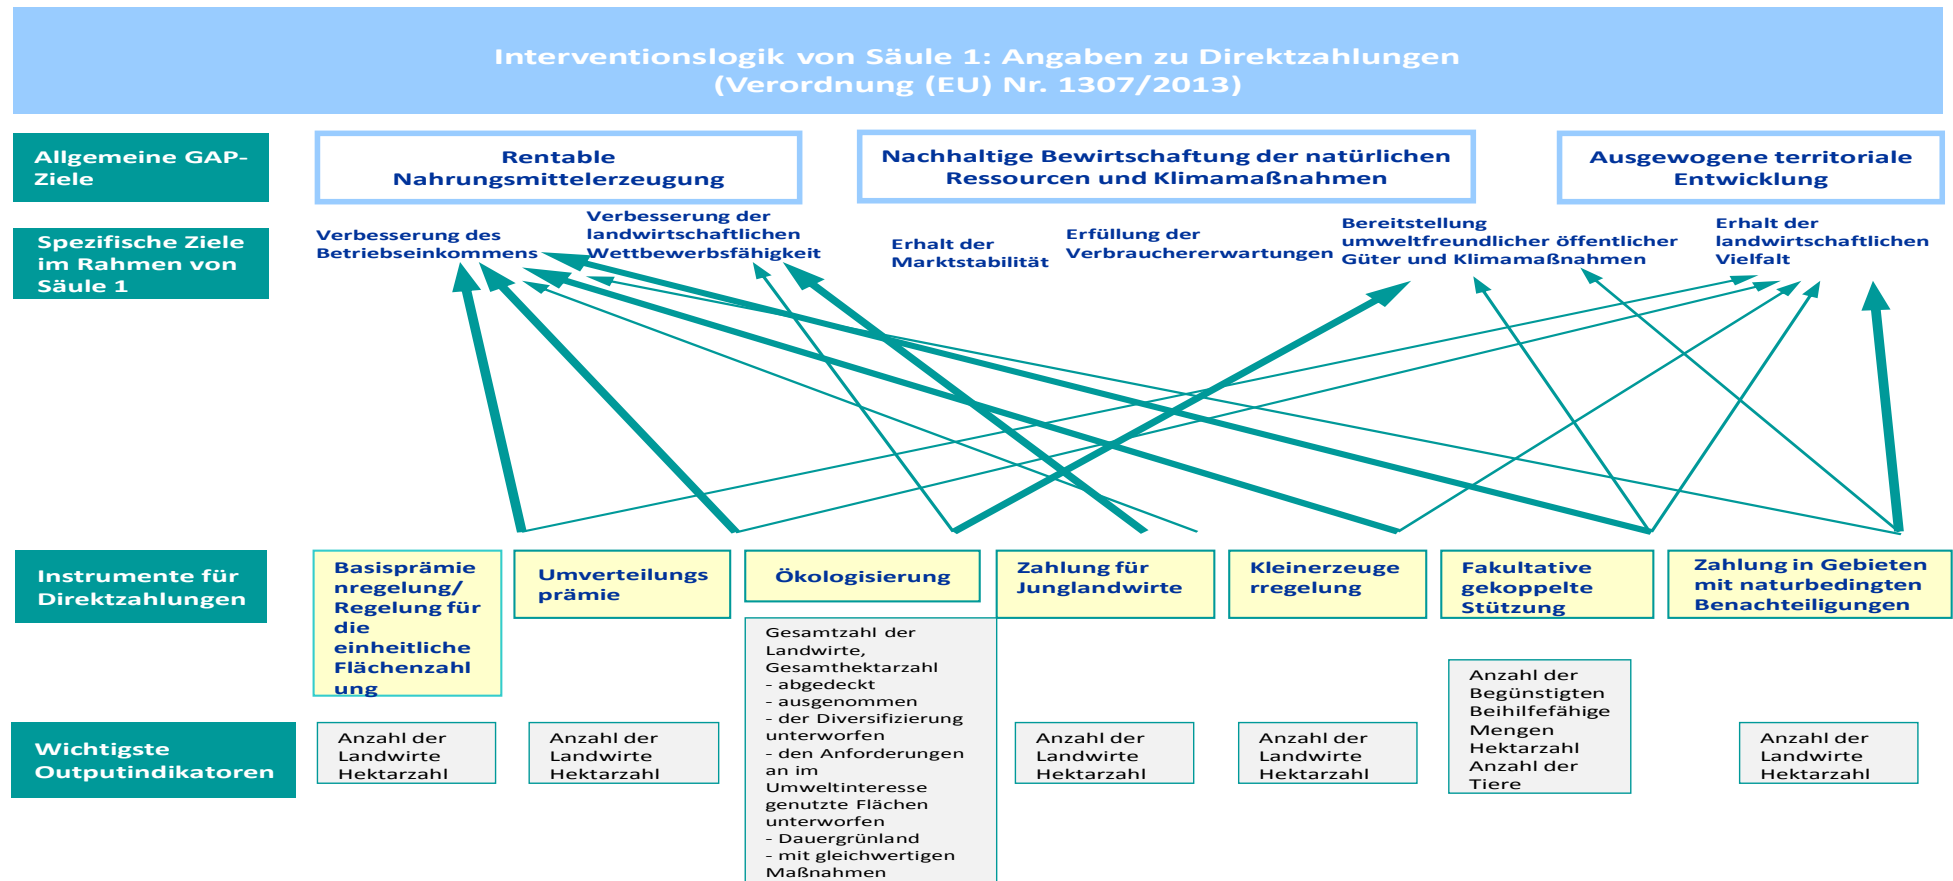 Interventionslogik von Säule 1: Angaben zu Direktzahlungen
(Verordnung (EU) Nr. 1307/2013)
Allgemeine GAP-
Ziele
Rentable
Nahrungsmittelerzeugung
Nachhaltige Bewirtschaftung der natürlichen
Ressourcen und Klimamaßnahmen
Ausgewogene territoriale
Entwicklung
Spezifische Ziele
im Rahmen von
Säule 1
Verbesserung des
Betriebseinkommens
Verbesserung der
landwirtschaftlichen
Wettbewerbsfähigkeit
Erhalt der
Marktstabilität
Erfüllung der
Verbrauchererwartungen
Bereitstellung
umweltfreundlicher öffentlicher
Güter und Klimamaßnahmen
Erhalt der
landwirtschaftlichen
Vielfalt
Instrumente für
Direktzahlungen
Basisprämie
nregelung/
Regelung für
die
einheitliche
Flächenzahl
ung
Umverteilungs
prämie
Ökologisierung
Zahlung für
Junglandwirte
Kleinerzeuge
rregelung
Fakultative
gekoppelte
Stützung
Zahlung in Gebieten
mit naturbedingten
Benachteiligungen
Wichtigste
Outputindikatoren
Anzahl der
Landwirte
Hektarzahl
Anzahl der
Landwirte
Hektarzahl
Gesamtzahl der
Landwirte,
Gesamthektarzahl
- abgedeckt
- ausgenommen
- der Diversifizierung
unterworfen
- den Anforderungen
an im
Umweltinteresse
genutzte Flächen
unterworfen
- Dauergrünland
- mit gleichwertigen
Maßnahmen
Anzahl der
Landwirte
Hektarzahl
Anzahl der
Landwirte
Hektarzahl
Anzahl der
Begünstigten
Beihilfefähige
Mengen
Hektarzahl
Anzahl der
Tiere
Anzahl der
Landwirte
Hektarzahl